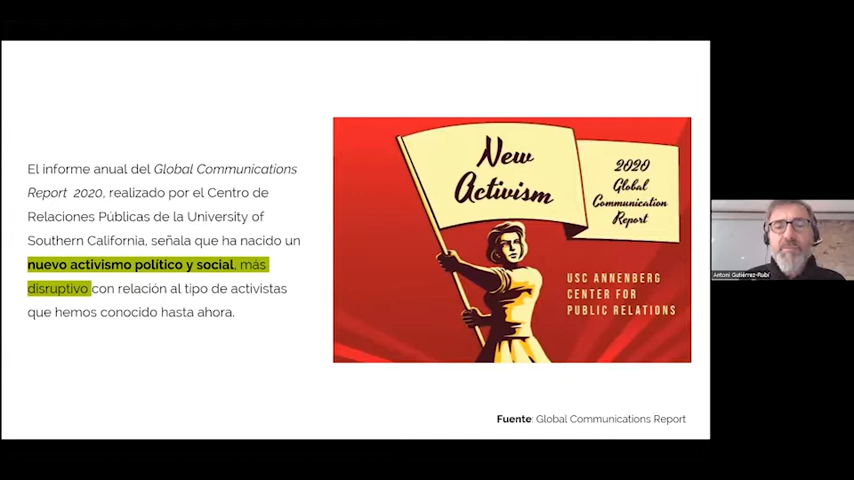 El informe anual del Global Communications
Report 2020, realizado por el Centro de
Relaciones Públicas de la University of
Southern California, señala que ha nacido un
nuevo activismo político y social, más
disruptivo con relación al tipo de activistas
que hemos conocido hasta ahora.
New
Activism
2020
Global
Communication
Report
USC ANNENBERG
CENTER FOR
PUBLIC RELATIONS
Fuente: Global Communications Report
Antoni Gutiérrez-Rubí